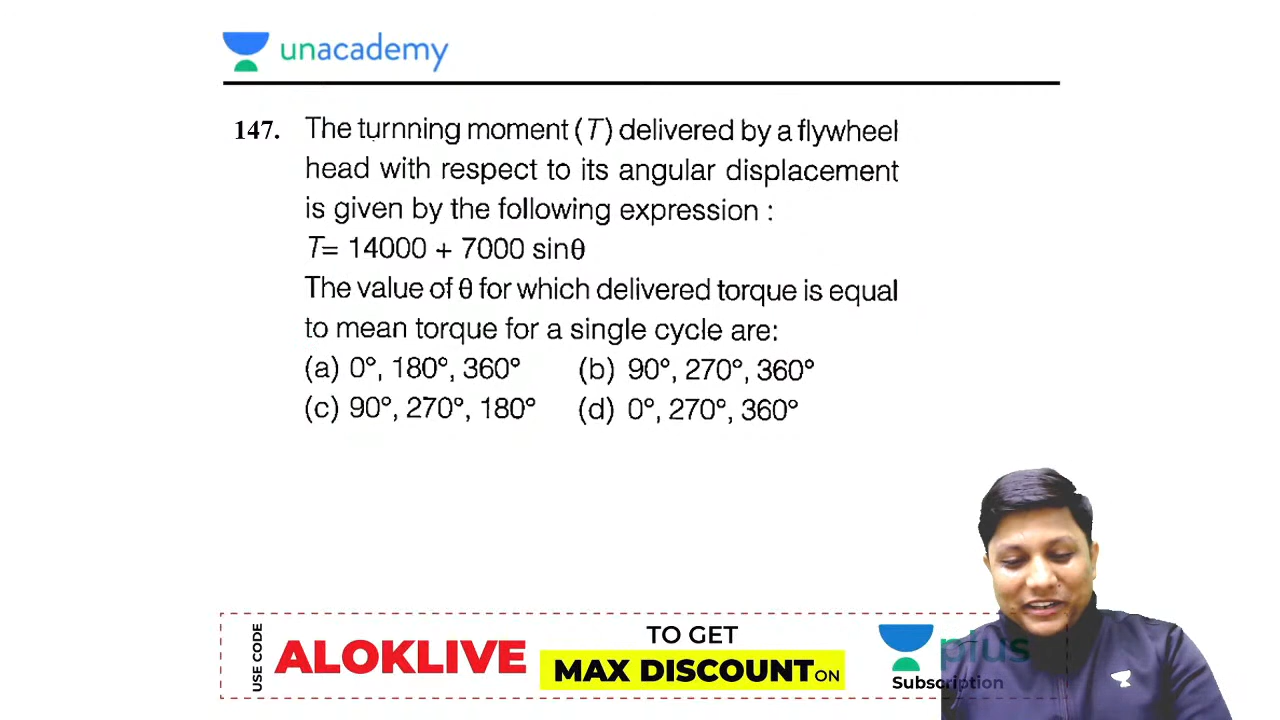 unacademy
147. The turnning moment (T) delivered by a flywheel
head with respect to its angular displacement
is given by the following expression :
T= 14000 + 7000 sinθ
The value of θ for which delivered torque is equal
to mean torque for a single cycle are:
(a) 0°, 180°, 360° (b) 90°, 270°, 360°
(c) 90°, 270°, 180° (d) 0°, 270°, 360°
USE CODE
ALOKLIVE
TO GET
MAX DISCOUNT ON
plus
Subscription